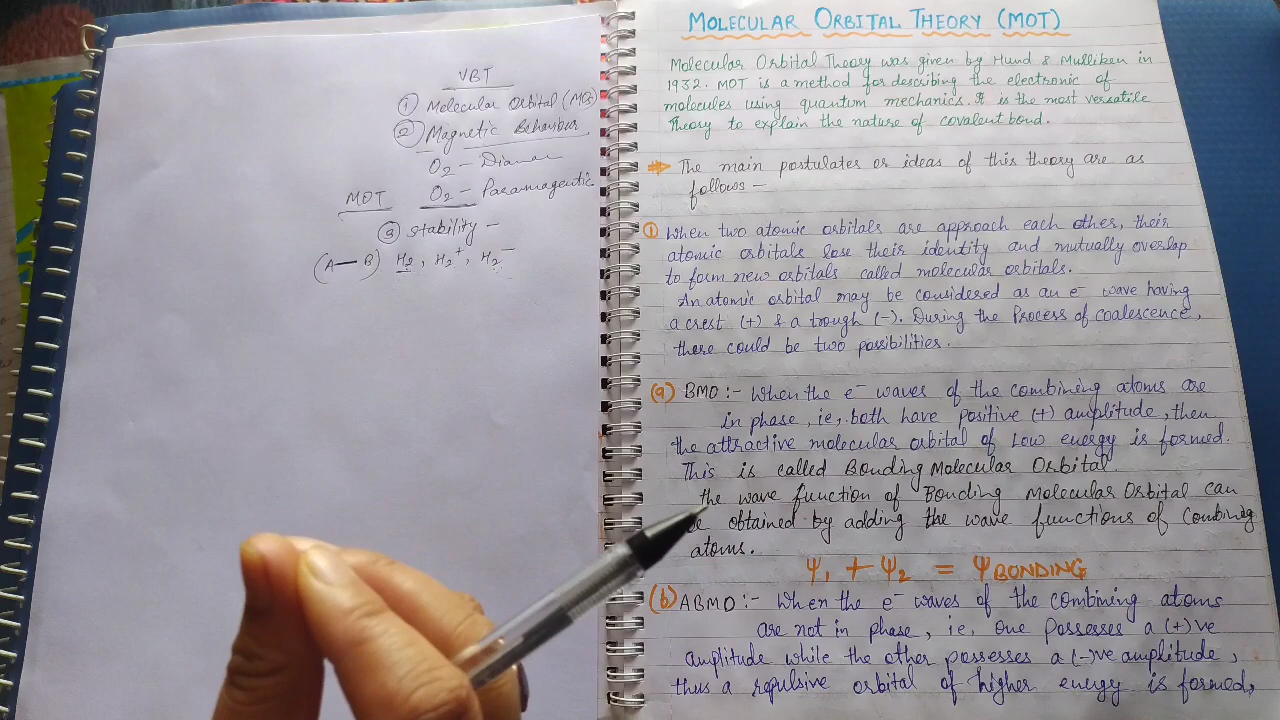 VBT
① Molecular Orbital (MO)
② Magnetic Behaviour
O₂ - Diamac
MOT O₂ - Paramagentic
③ Stability -
(A — B) H₂, H₂⁺, H₂⁻
MOLECULAR ORBITAL THEORY (MOT)
Molecular Orbital Theory was given by Hund & Mulliken in
1932. MOT is a method for describing the electronic of
molecules using quantum mechanics. It is the most versatile
Theory to explain the nature of covalent bond.
⇒ The main postulates or ideas of this theory are as
follows —
① When two atomic orbitals are approach each other, their
atomic orbitals lose their identity and mutually overlap
to form new orbitals called molecular orbitals.
An atomic orbital may be considered as an e⁻ wave having
a crest (+) & a trough (-). During the Process of coalescence,
there could be two possibilities.
(a) BMO :- When the e⁻ waves of the combining atoms are
in phase, ie, both have positive (+) amplitude, then
the attractive molecular orbital of Low energy is formed.
This is called Bonding Molecular Orbital.
the wave function of Bonding Molecular Orbital can
obtained by adding the wave functions of combing
atoms.
Ψ₁ + Ψ₂ = Ψ BONDING
(b) ABMO :- When the e⁻ waves of the combining atoms
are not in phase, ie, one possesses a (+)ve
amplitude while the other possesses a (-)ve amplitude,
thus a repulsive orbital of higher energy is formed,